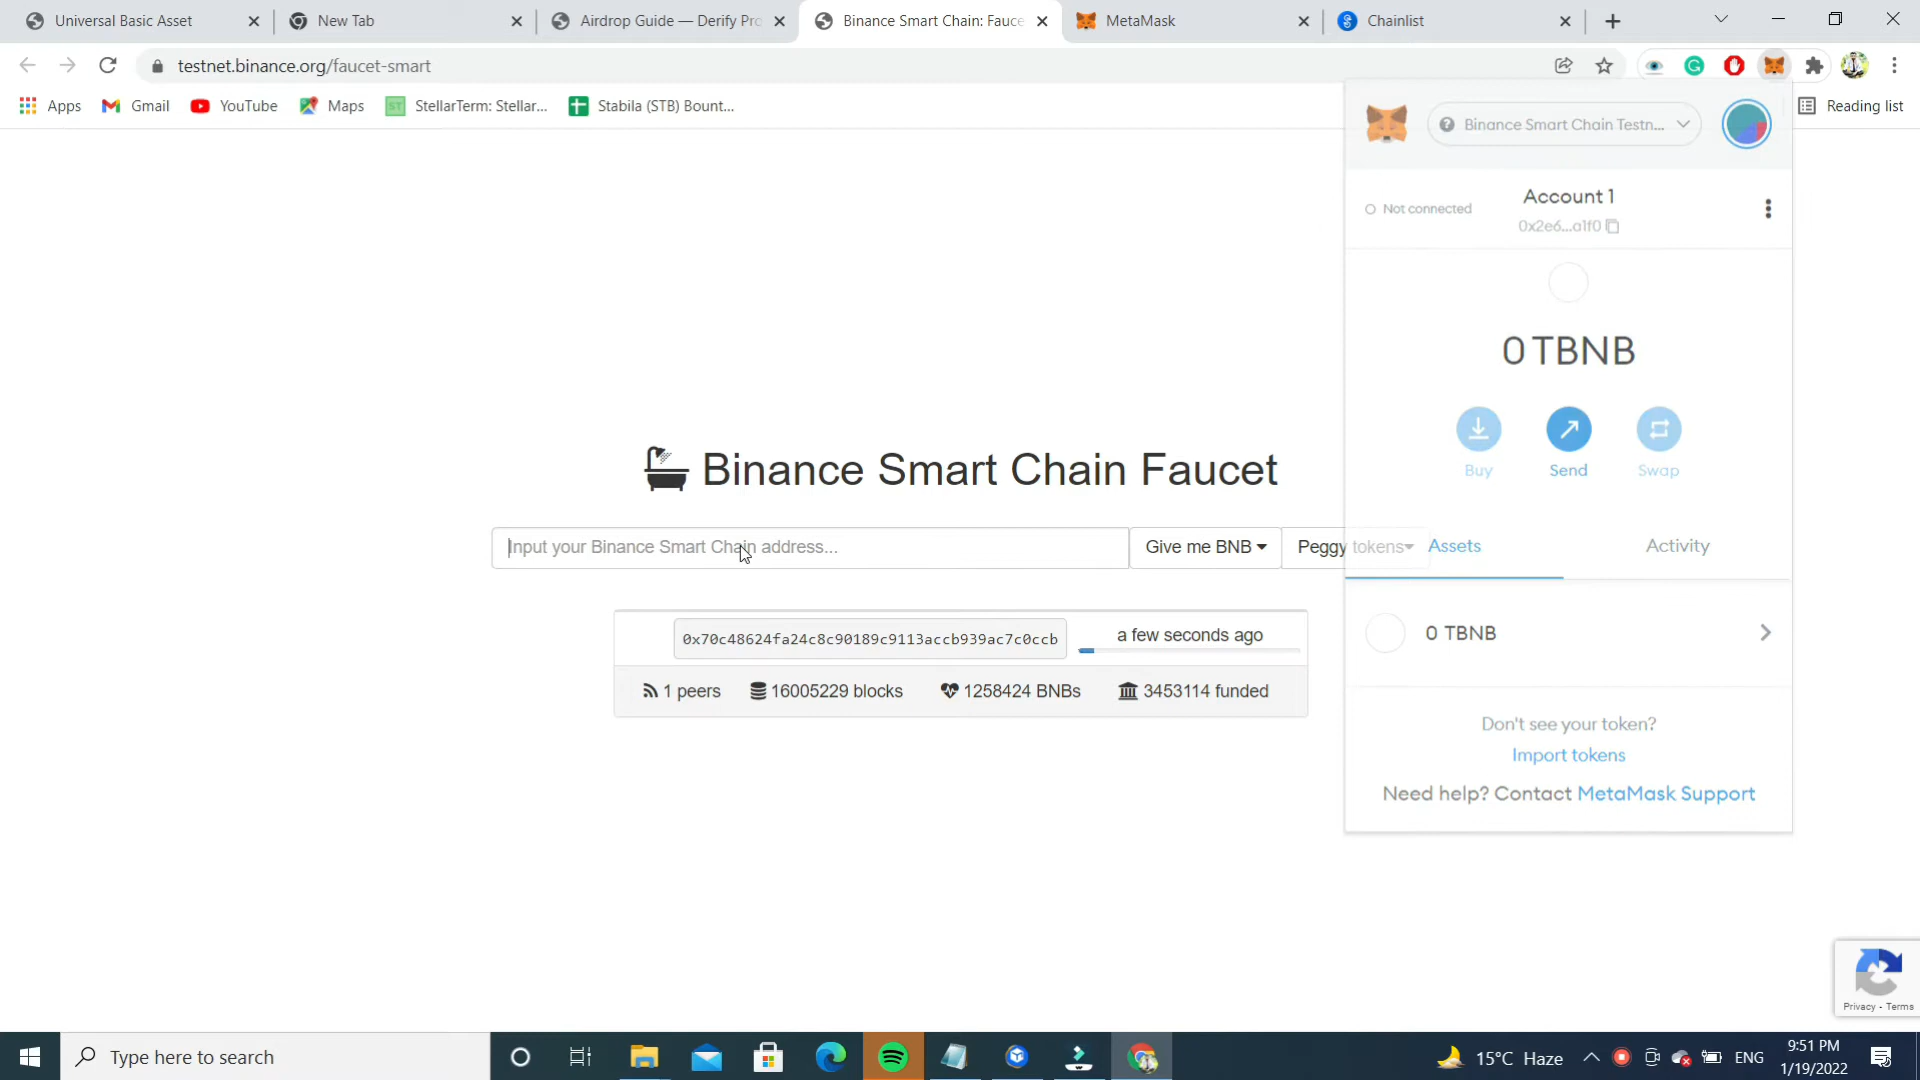 Universal Basic Asset
New Tab
Airdrop Guide — Derify Pro
Binance Smart Chain: Fauce
MetaMask
Chainlist
testnet.binance.org/faucet-smart
Apps
Gmail
YouTube
Maps
ST
StellarTerm: Stellar...
Stabila (STB) Bount...
Reading list
Binance Smart Chain Testn...
Not connected
Account 1
0x2e6...a1f0
0 TBNB
Buy
Send
Swap
Binance Smart Chain Faucet
Input your Binance Smart Chain address...
Give me BNB
Peggy tokens
Assets
Activity
0x70c48624fa24c8c90189c9113accb939ac7c0ccb
a few seconds ago
0 TBNB
1 peers
16005229 blocks
1258424 BNBs
3453114 funded
Don't see your token?
Import tokens
Need help? Contact MetaMask Support
Privacy - Terms
Type here to search
15°C Haze
ENG
9:51 PM
1/19/2022